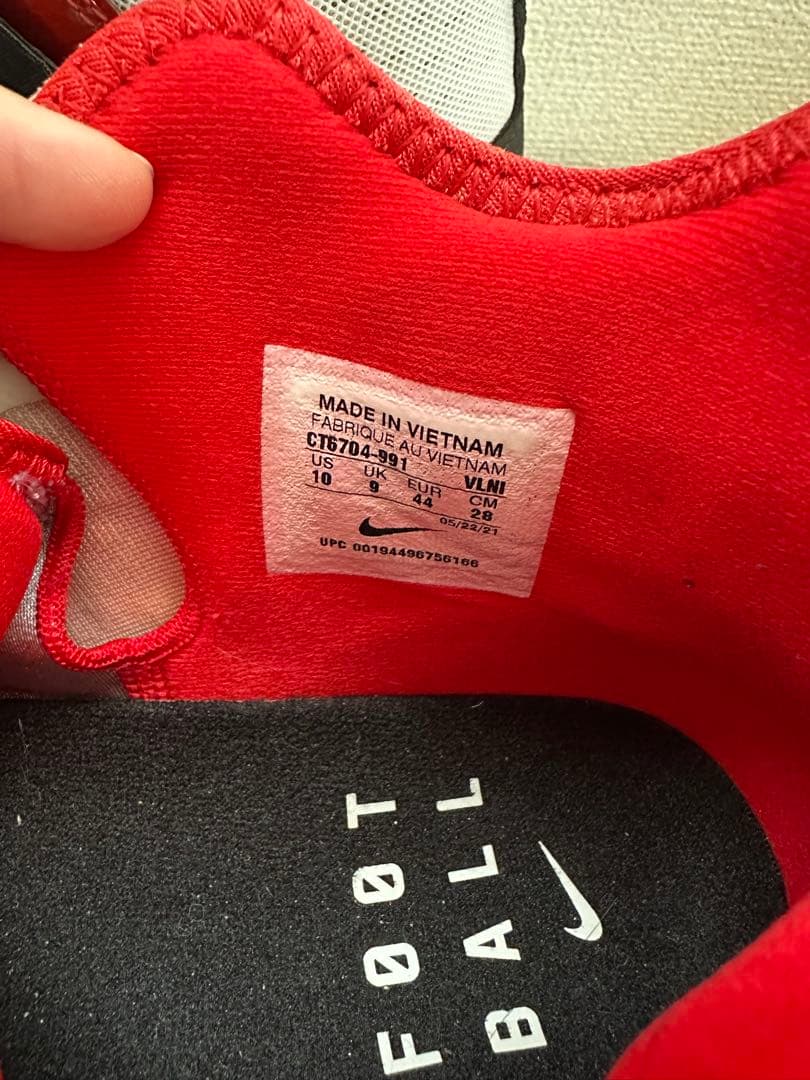 MADE IN VIETNAM
FABRIQUE AU VIETNAM
CT6704-991 VLNI
US UK EUR CM
10 9 44 28
05/22/21
UPC 00194496756166
FOOT
BALL